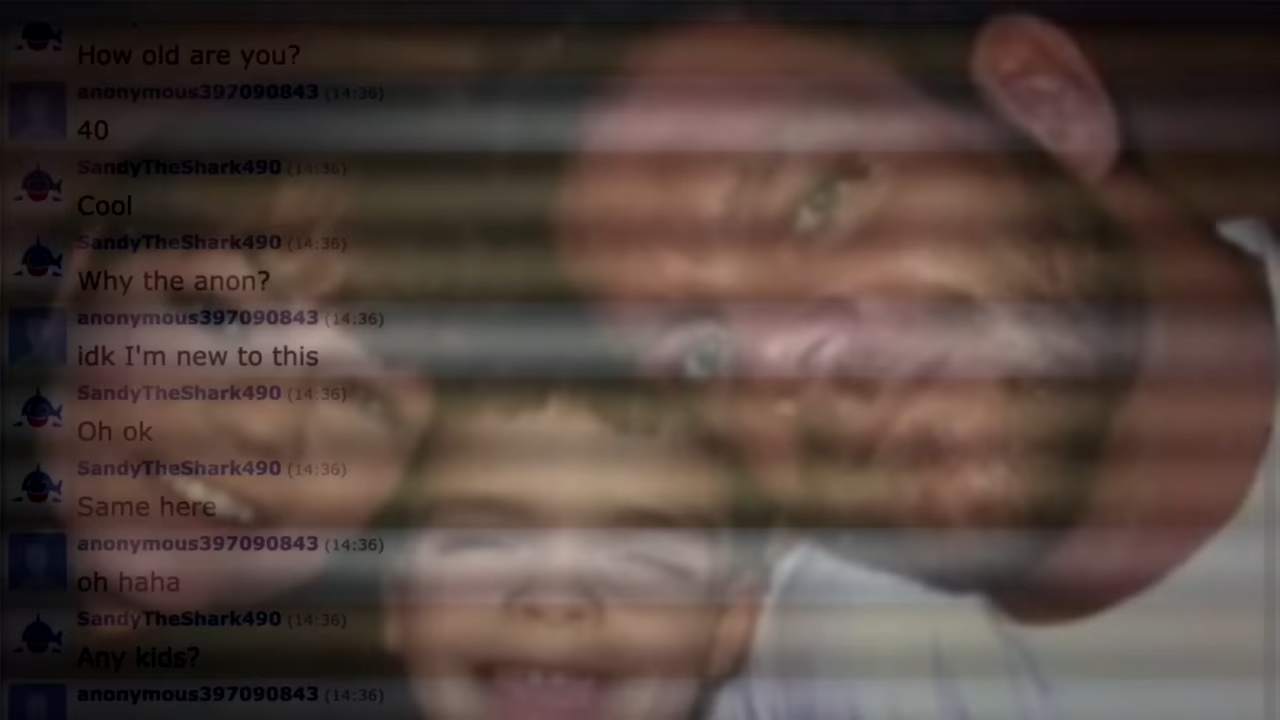 How old are you?
anonymous397090843 (14:36)
40
SandyTheShark490 (14:36)
Cool
SandyTheShark490 (14:36)
Why the anon?
anonymous397090843 (14:36)
idk I'm new to this
SandyTheShark490 (14:36)
Oh ok
SandyTheShark490 (14:36)
Same here
anonymous397090843 (14:36)
oh haha
SandyTheShark490 (14:36)
Any kids?
anonymous397090843 (14:36)